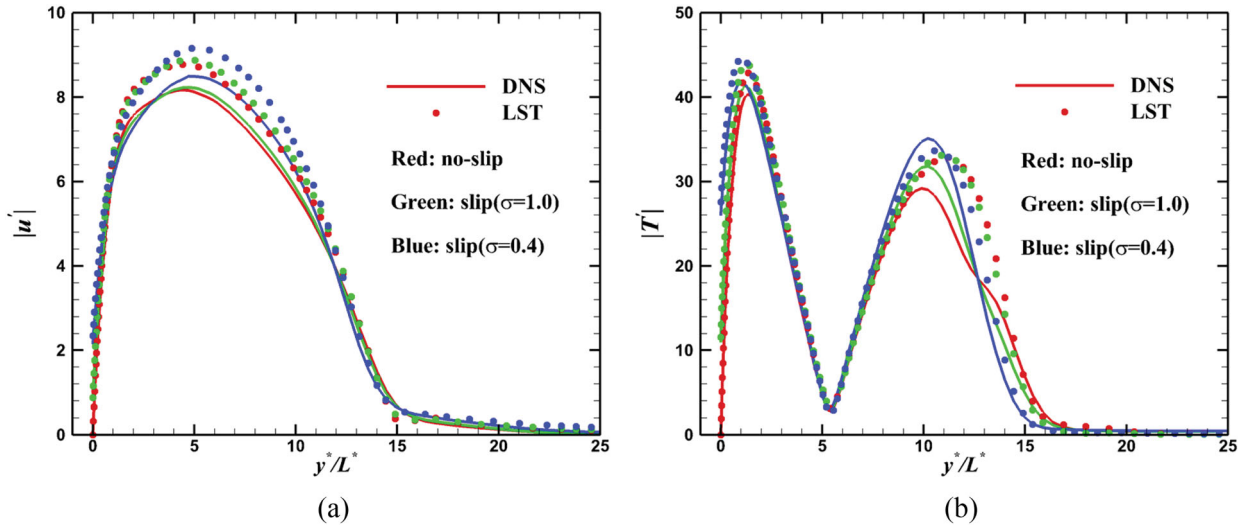 10
8
6
4
2
0
|u'|
DNS
LST
Red: no-slip
Green: slip(σ=1.0)
Blue: slip(σ=0.4)
0 5 10 15 20 25
y*/L*
(a)
50
40
30
20
10
0
|T'|
DNS
LST
Red: no-slip
Green: slip(σ=1.0)
Blue: slip(σ=0.4)
0 5 10 15 20 25
y*/L*
(b)